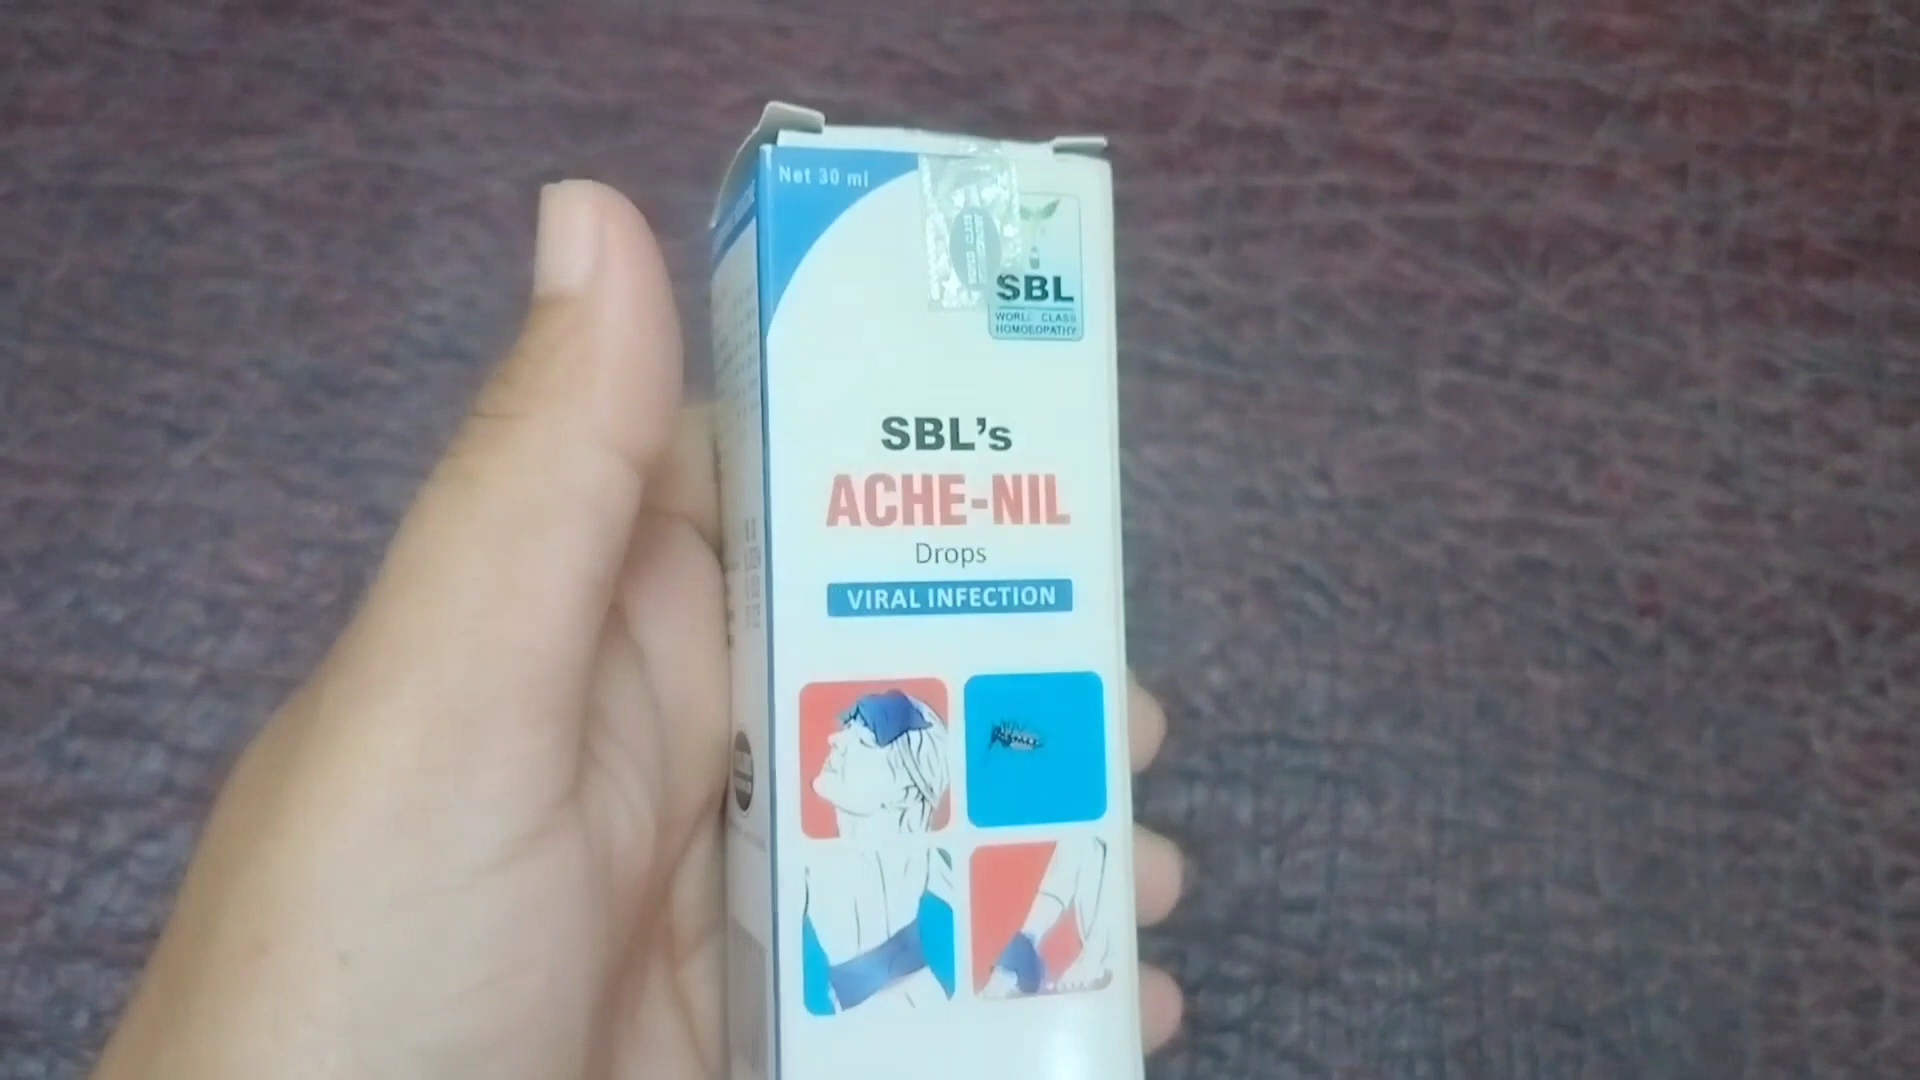 Net 30 ml
SBL
WORLD CLASS
HOMOEOPATHY
SBL's
ACHE-NIL
Drops
VIRAL INFECTION